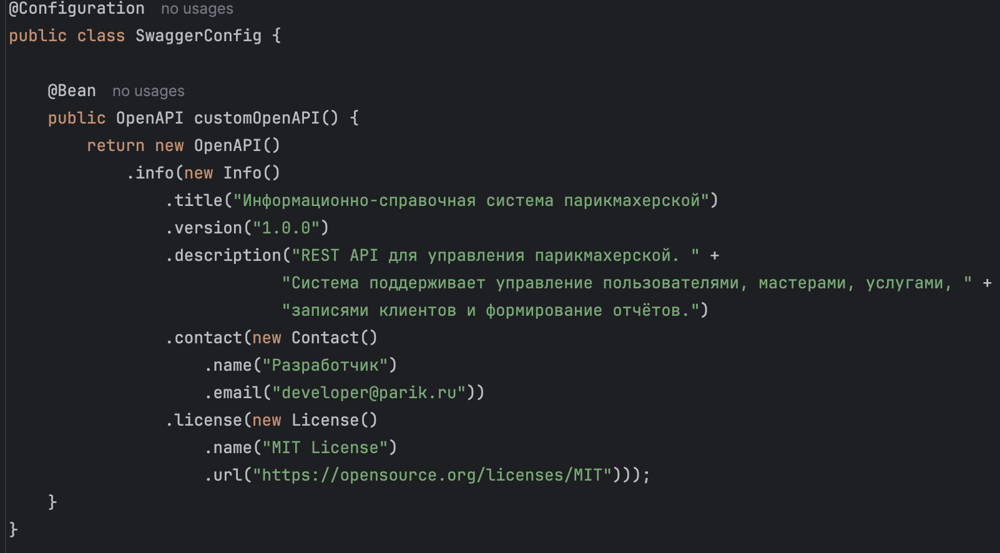 @Configuration no usages
public class SwaggerConfig {
@Bean no usages
public OpenAPI customOpenAPI() {
return new OpenAPI()
.info(new Info()
.title("Информационно-справочная система парикмахерской")
.version("1.0.0")
.description("REST API для управления парикмахерской. " +
"Система поддерживает управление пользователями, мастерами, услугами, " +
"записями клиентов и формирование отчётов.")
.contact(new Contact()
.name("Разработчик")
.email("developer@parik.ru"))
.license(new License()
.name("MIT License")
.url("https://opensource.org/licenses/MIT")));
}
}